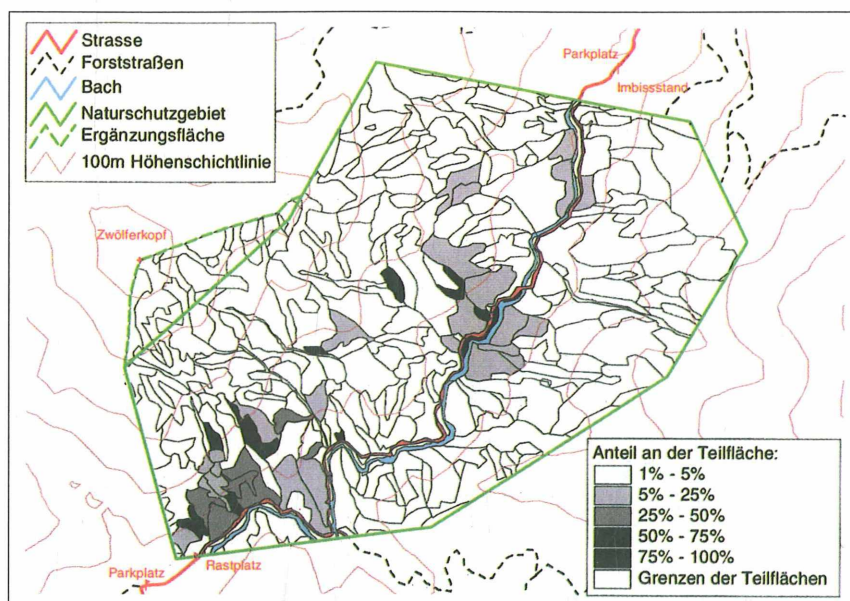 Strasse
Forststraßen
Bach
Naturschutzgebiet
Ergänzungsfläche
100m Höhenschichtlinie
Parkplatz
Imbissstand
Zwölferkopf
Anteil an der Teilfläche:
1% - 5%
5% - 25%
25% - 50%
50% - 75%
75% - 100%
Grenzen der Teilflächen
Parkplatz
Rastplatz